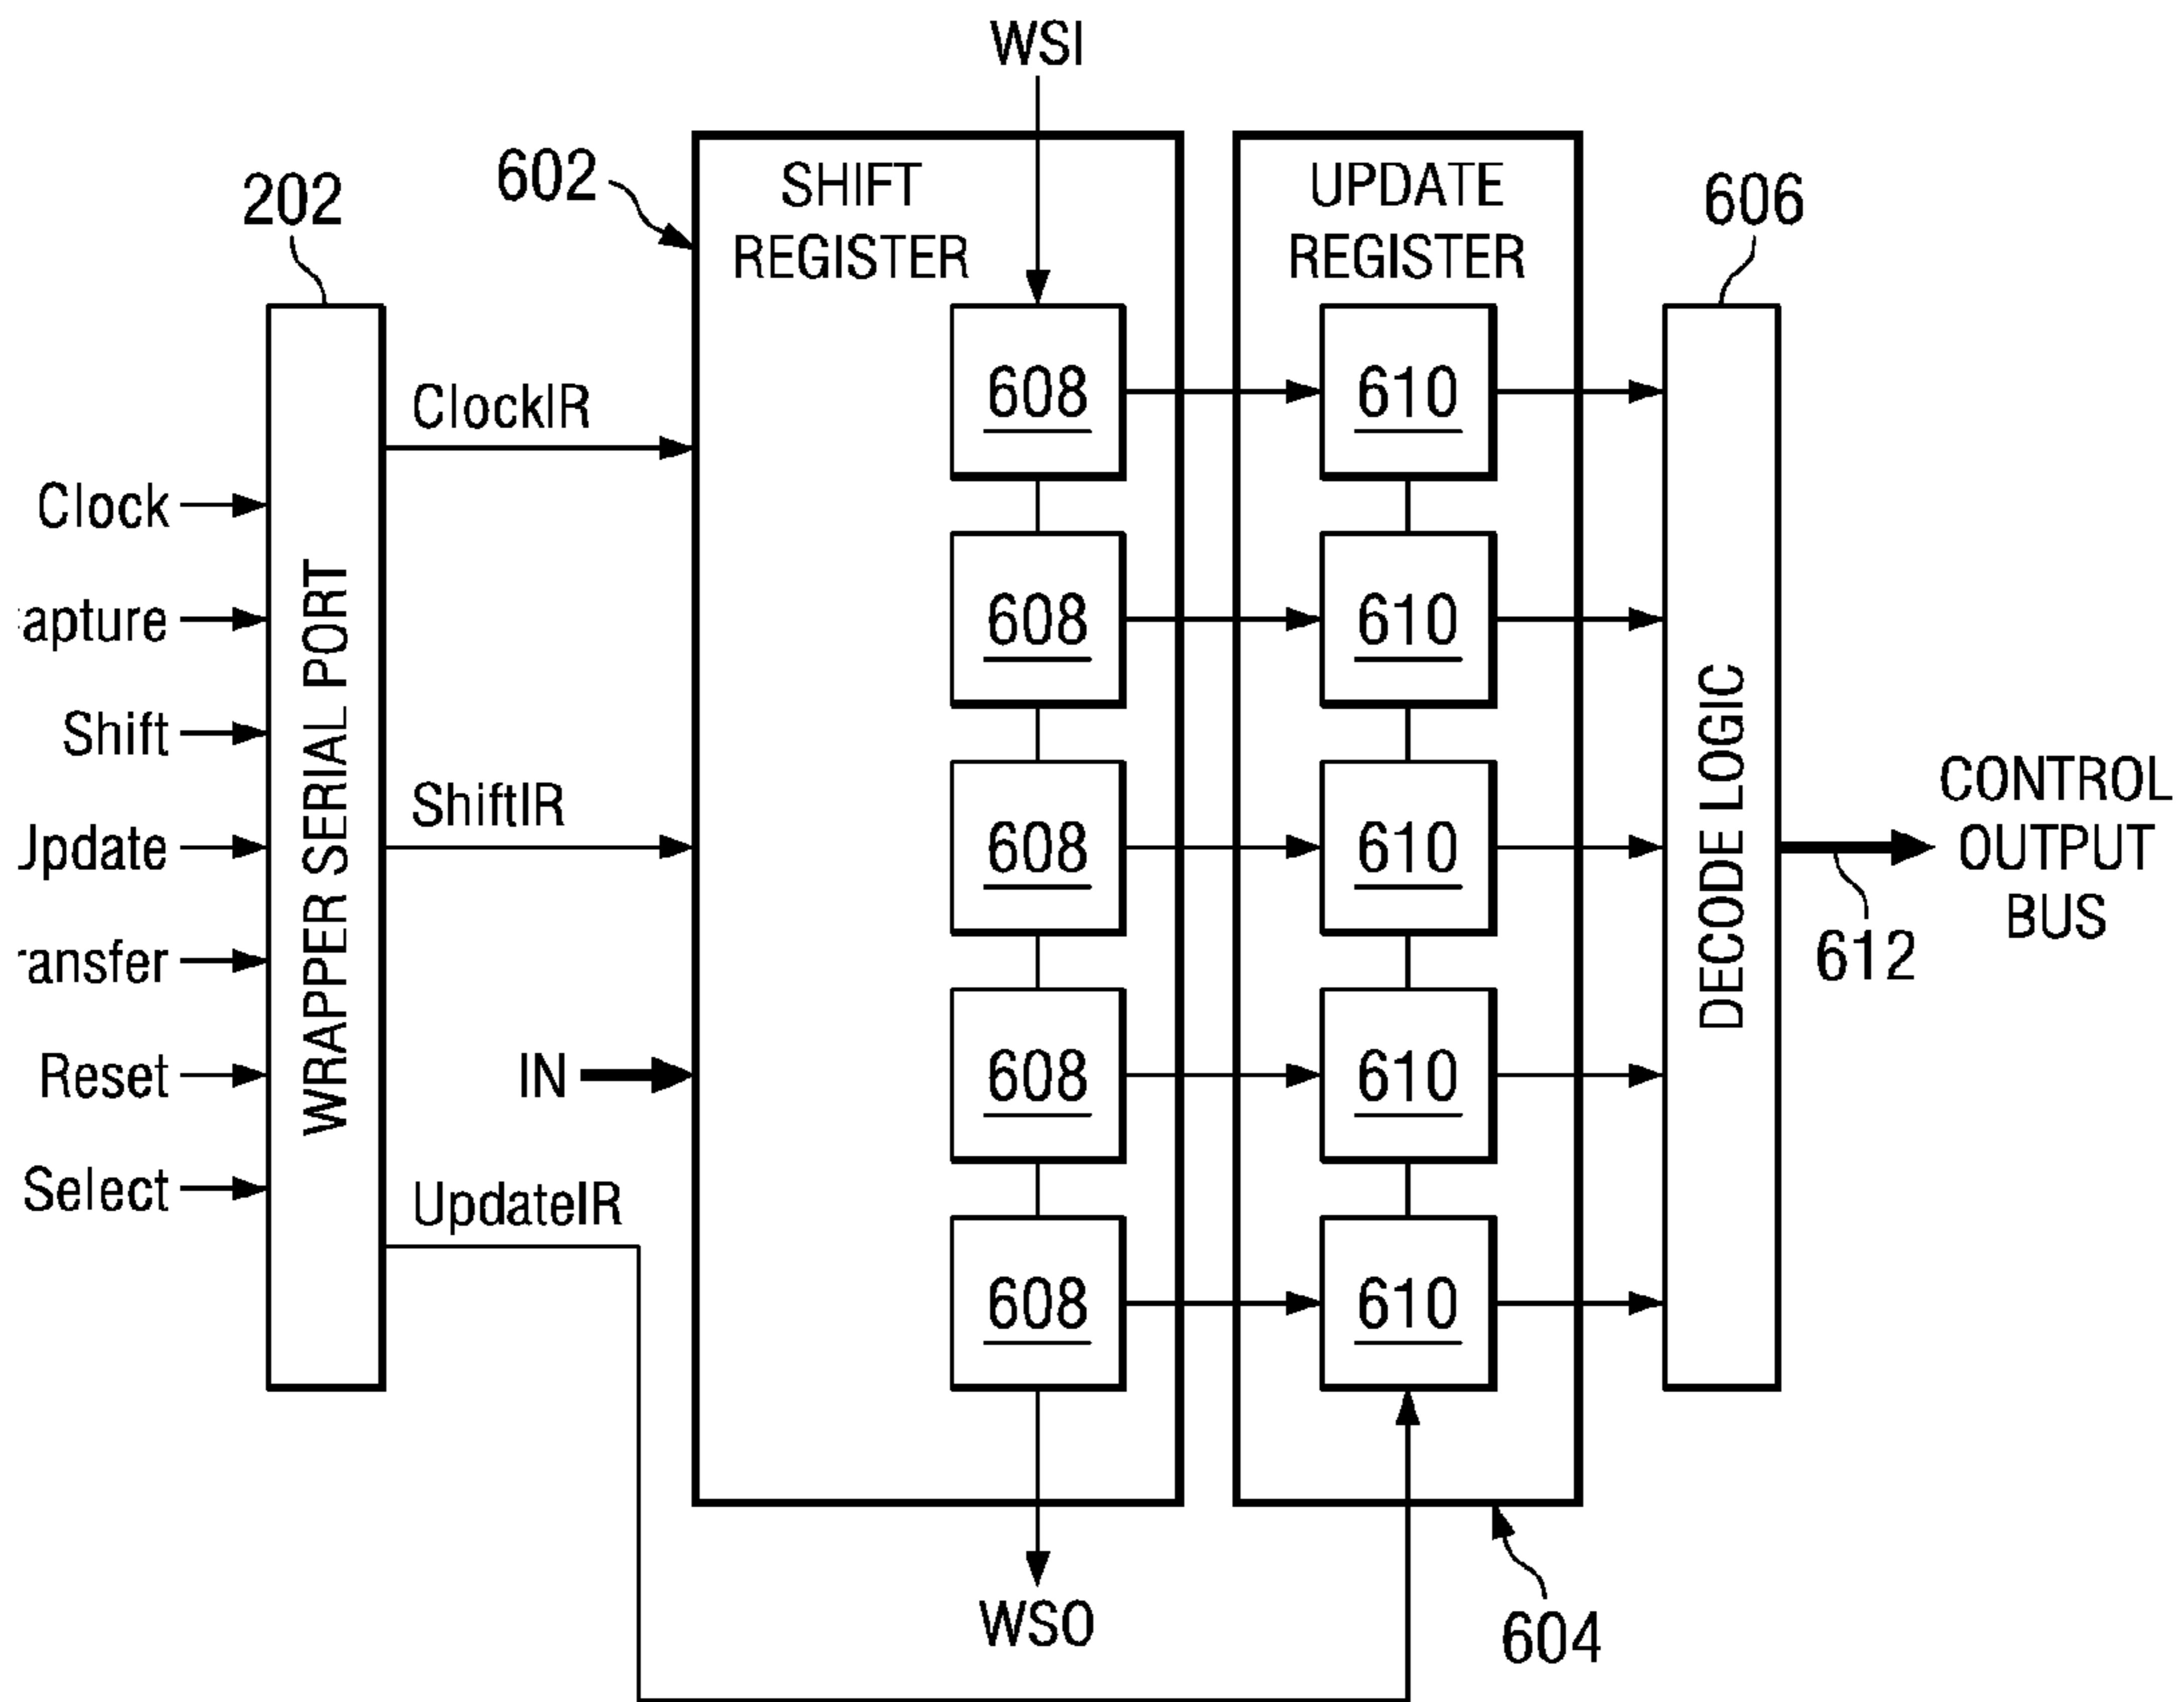 WSI
202
602
SHIFT
REGISTER
UPDATE
REGISTER
606
ClockIR
Clock
apture
Shift
Jpdate
ansfer
Reset
Select
WRAPPER SERIAL PORT
ShiftIR
IN
UpdateIR
608
608
608
608
608
610
610
610
610
610
DECODE LOGIC
CONTROL
OUTPUT
BUS
612
WSO
604